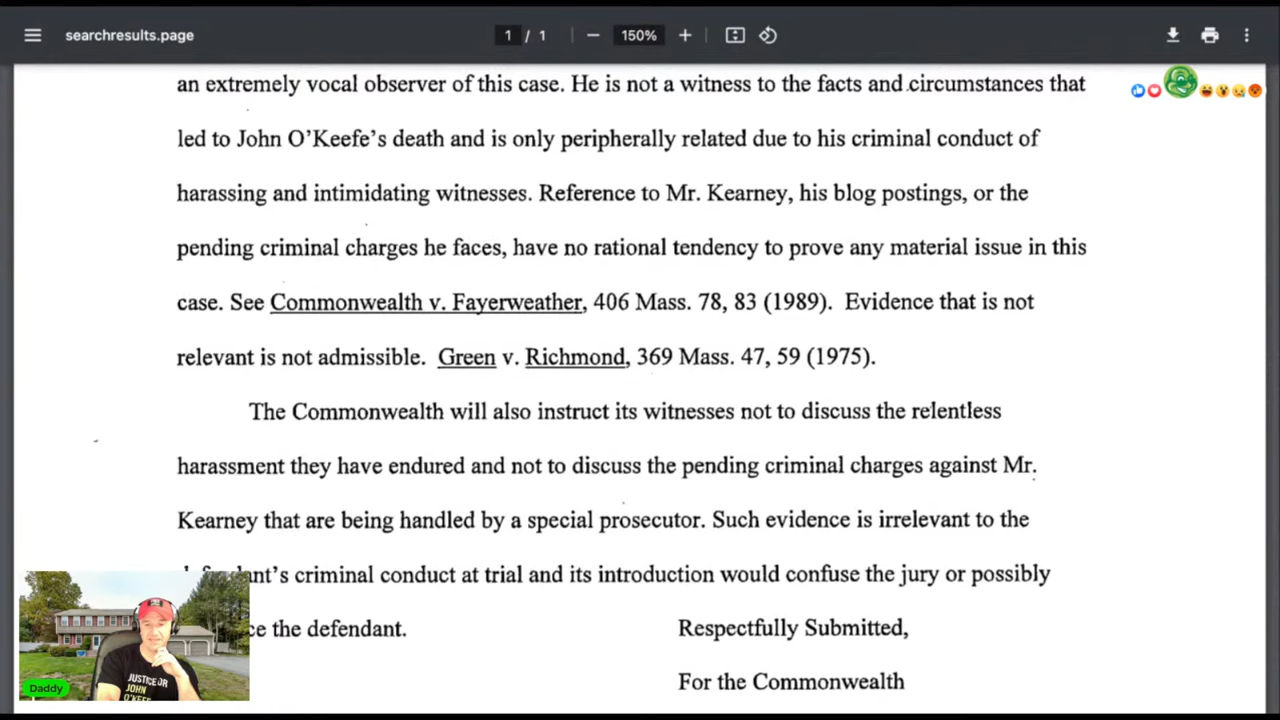 searchresults.page
1 / 1
150%
an extremely vocal observer of this case. He is not a witness to the facts and circumstances that
led to John O’Keefe’s death and is only peripherally related due to his criminal conduct of
harassing and intimidating witnesses. Reference to Mr. Kearney, his blog postings, or the
pending criminal charges he faces, have no rational tendency to prove any material issue in this
case. See Commonwealth v. Fayerweather, 406 Mass. 78, 83 (1989). Evidence that is not
relevant is not admissible. Green v. Richmond, 369 Mass. 47, 59 (1975).
The Commonwealth will also instruct its witnesses not to discuss the relentless
harassment they have endured and not to discuss the pending criminal charges against Mr.
Kearney that are being handled by a special prosecutor. Such evidence is irrelevant to the
criminal conduct at trial and its introduction would confuse the jury or possibly
the defendant.
Respectfully Submitted,
For the Commonwealth
JUSTICE
JOHN
O'KEEFE
Daddy